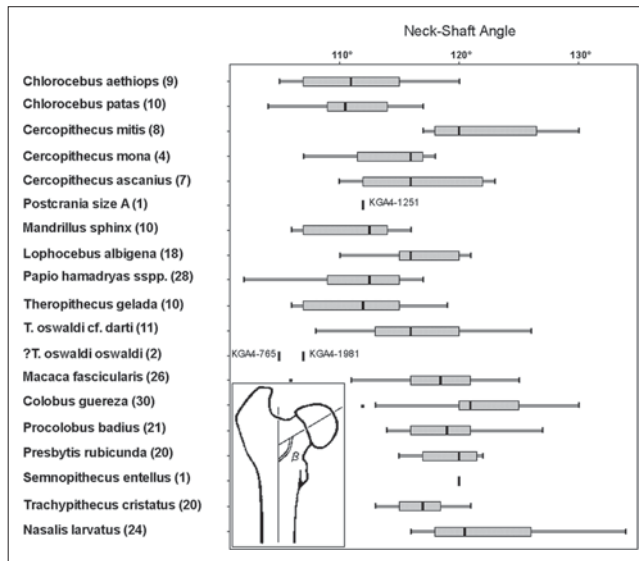 Neck-Shaft Angle
110° 120° 130°
Chlorocebus aethiops (9)
Chlorocebus patas (10)
Cercopithecus mitis (8)
Cercopithecus mona (4)
Cercopithecus ascanius (7)
Postcrania size A (1) KGA4-1251
Mandrillus sphinx (10)
Lophocebus albigena (18)
Papio hamadryas sspp. (28)
Theropithecus gelada (10)
T. oswaldi cf. darti (11)
?T. oswaldi oswaldi (2) KGA4-765 KGA4-1981
Macaca fascicularis (26)
Colobus guereza (30)
Procolobus badius (21)
Presbytis rubicunda (20)
Semnopithecus entellus (1)
Trachypithecus cristatus (20)
Nasalis larvatus (24)
β